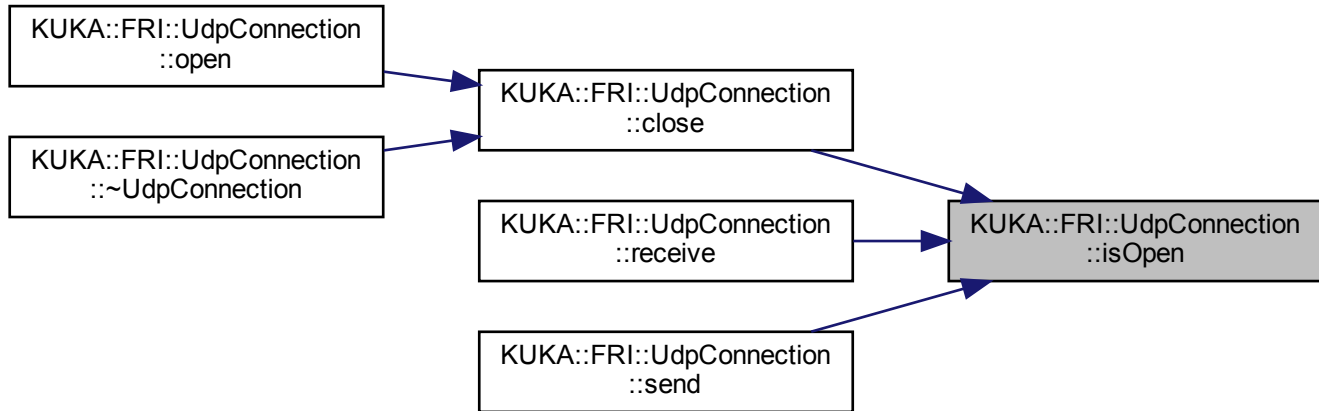 KUKA::FRI::UdpConnection
::open
KUKA::FRI::UdpConnection
::~UdpConnection
KUKA::FRI::UdpConnection
::close
KUKA::FRI::UdpConnection
::receive
KUKA::FRI::UdpConnection
::send
KUKA::FRI::UdpConnection
::isOpen